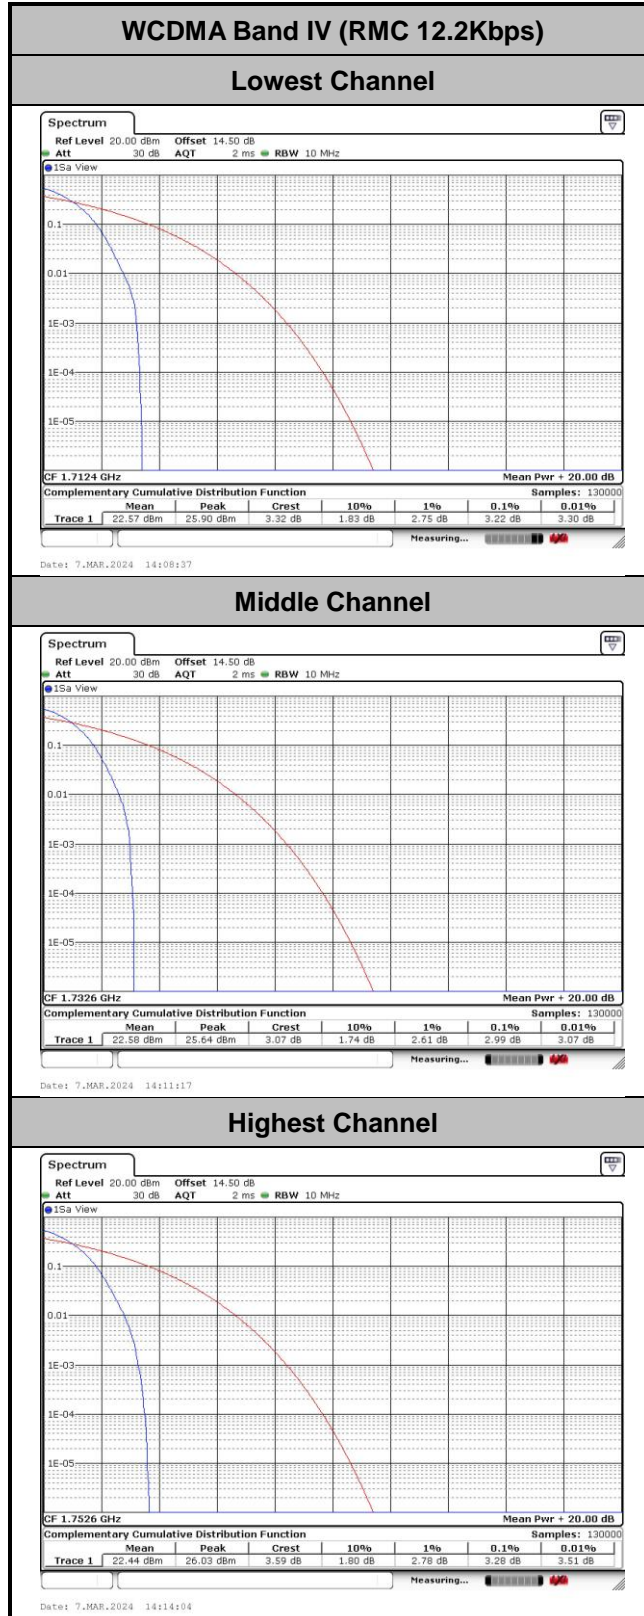 WCDMA Band IV (RMC 12.2Kbps)
Lowest Channel
Spectrum
Ref Level 20.00 dBm Offset 14.50 dB
Att 30 dB AQT 2 ms RBW 10 MHz
1Sa View
0.1
0.01
1E-03
1E-04
1E-05
CF 1.7124 GHz Mean Pwr + 20.00 dB
Complementary Cumulative Distribution Function Samples: 130000
Mean Peak Crest 10% 1% 0.1% 0.01%
Trace 1 22.57 dBm 25.90 dBm 3.32 dB 1.83 dB 2.75 dB 3.22 dB 3.30 dB
Measuring...
Date: 7.MAR.2024 14:08:37
Middle Channel
Spectrum
Ref Level 20.00 dBm Offset 14.50 dB
Att 30 dB AQT 2 ms RBW 10 MHz
1Sa View
0.1
0.01
1E-03
1E-04
1E-05
CF 1.7326 GHz Mean Pwr + 20.00 dB
Complementary Cumulative Distribution Function Samples: 130000
Mean Peak Crest 10% 1% 0.1% 0.01%
Trace 1 22.58 dBm 25.64 dBm 3.07 dB 1.74 dB 2.61 dB 2.99 dB 3.07 dB
Measuring...
Date: 7.MAR.2024 14:11:17
Highest Channel
Spectrum
Ref Level 20.00 dBm Offset 14.50 dB
Att 30 dB AQT 2 ms RBW 10 MHz
1Sa View
0.1
0.01
1E-03
1E-04
1E-05
CF 1.7526 GHz Mean Pwr + 20.00 dB
Complementary Cumulative Distribution Function Samples: 130000
Mean Peak Crest 10% 1% 0.1% 0.01%
Trace 1 22.44 dBm 26.03 dBm 3.59 dB 1.80 dB 2.78 dB 3.28 dB 3.51 dB
Measuring...
Date: 7.MAR.2024 14:14:04